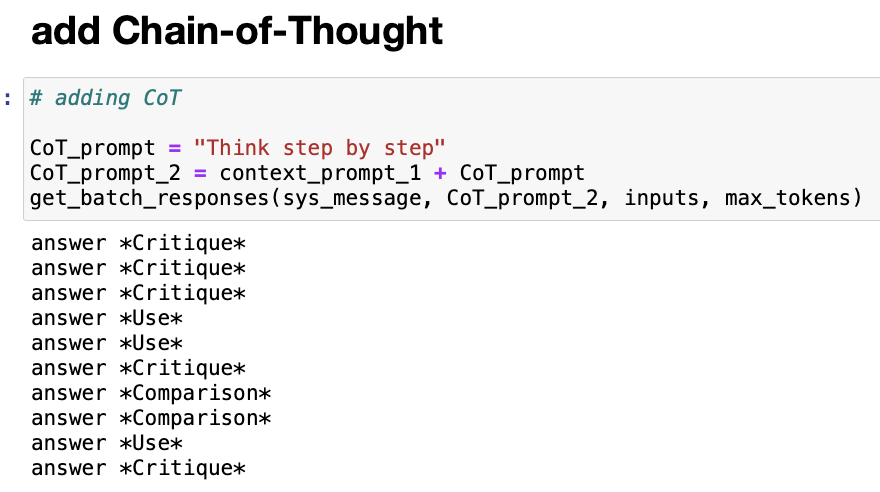 add Chain-of-Thought
: # adding CoT
CoT_prompt = "Think step by step"
CoT_prompt_2 = context_prompt_1 + CoT_prompt
get_batch_responses(sys_message, CoT_prompt_2, inputs, max_tokens)
answer *Critique*
answer *Critique*
answer *Critique*
answer *Use*
answer *Use*
answer *Critique*
answer *Comparison*
answer *Comparison*
answer *Use*
answer *Critique*